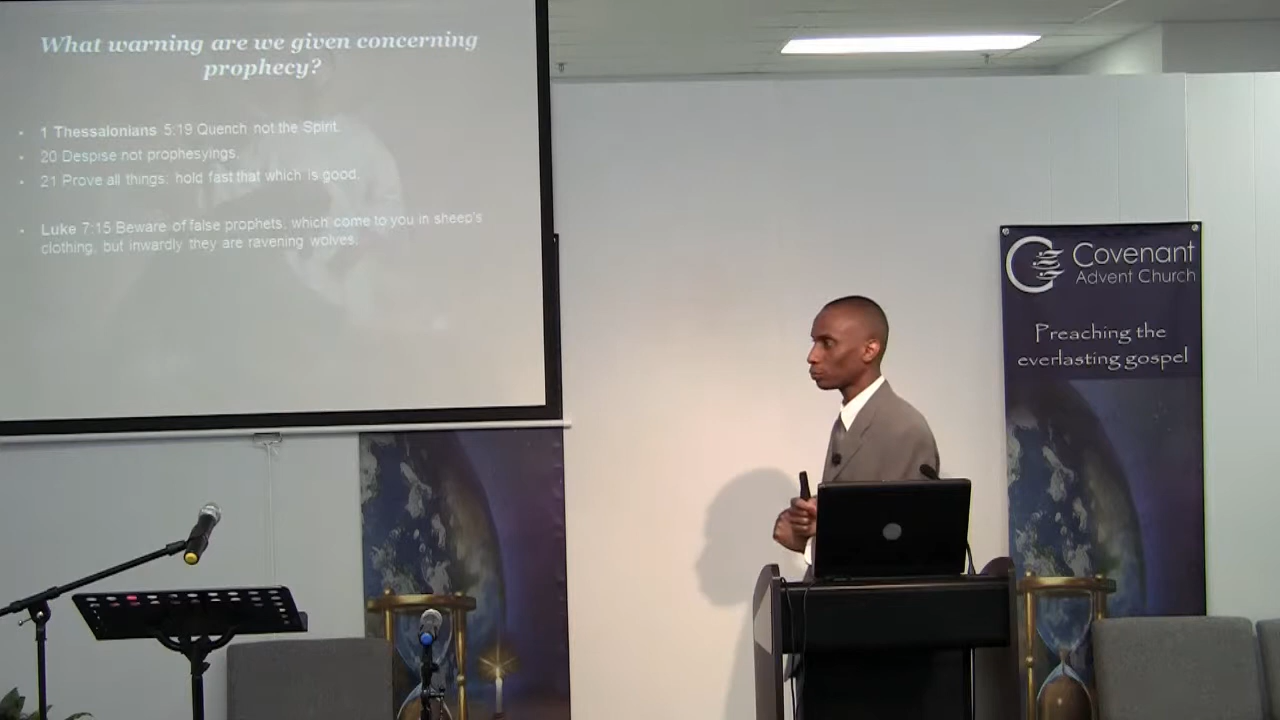 What warning are we given concerning
prophecy?
1 Thessalonians 5:19 Quench not the Spirit.
20 Despise not prophesyings.
21 Prove all things; hold fast that which is good.
Luke 7:15 Beware of false prophets, which come to you in sheep's
clothing, but inwardly they are ravening wolves.
Covenant
Advent Church
Preaching the
everlasting gospel